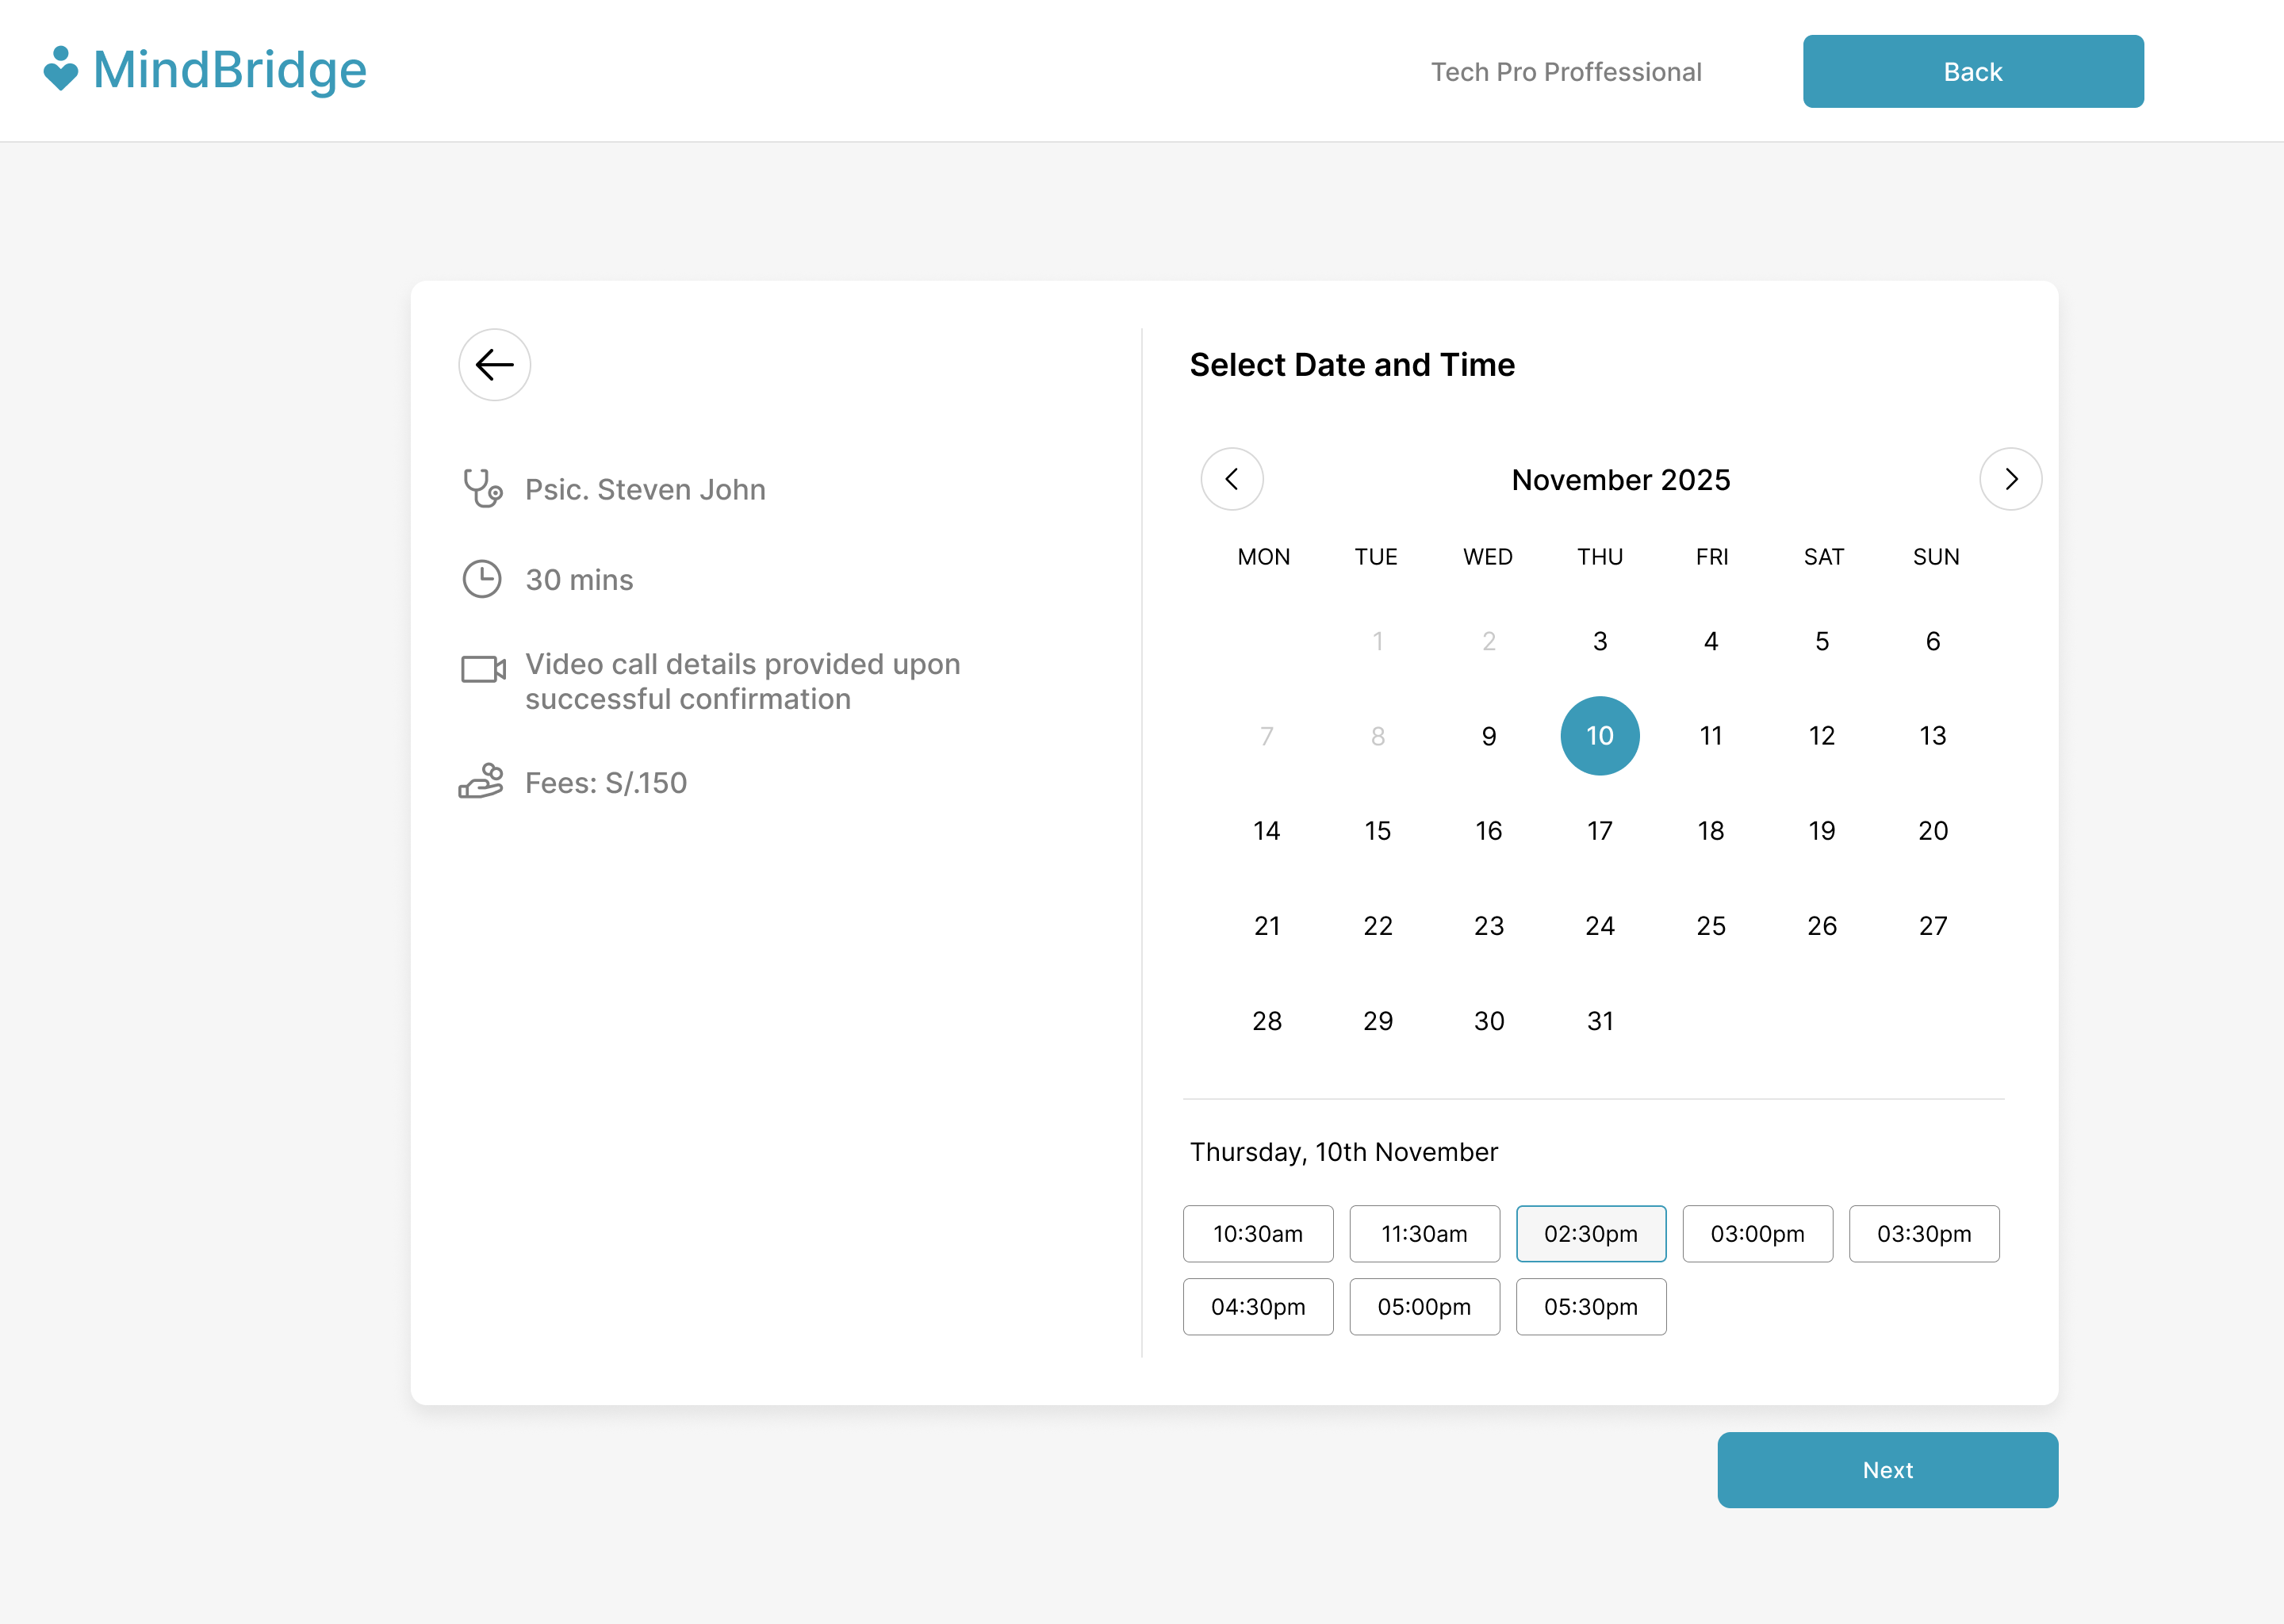 MindBridge
Tech Pro Proffessional
Back
Psic. Steven John
30 mins
Video call details provided upon
successful confirmation
Fees: S/.150
Select Date and Time
November 2025
MON TUE WED THU FRI SAT SUN
1 2 3 4 5 6
7 8 9 10 11 12 13
14 15 16 17 18 19 20
21 22 23 24 25 26 27
28 29 30 31
Thursday, 10th November
10:30am 11:30am 02:30pm 03:00pm 03:30pm
04:30pm 05:00pm 05:30pm
Next